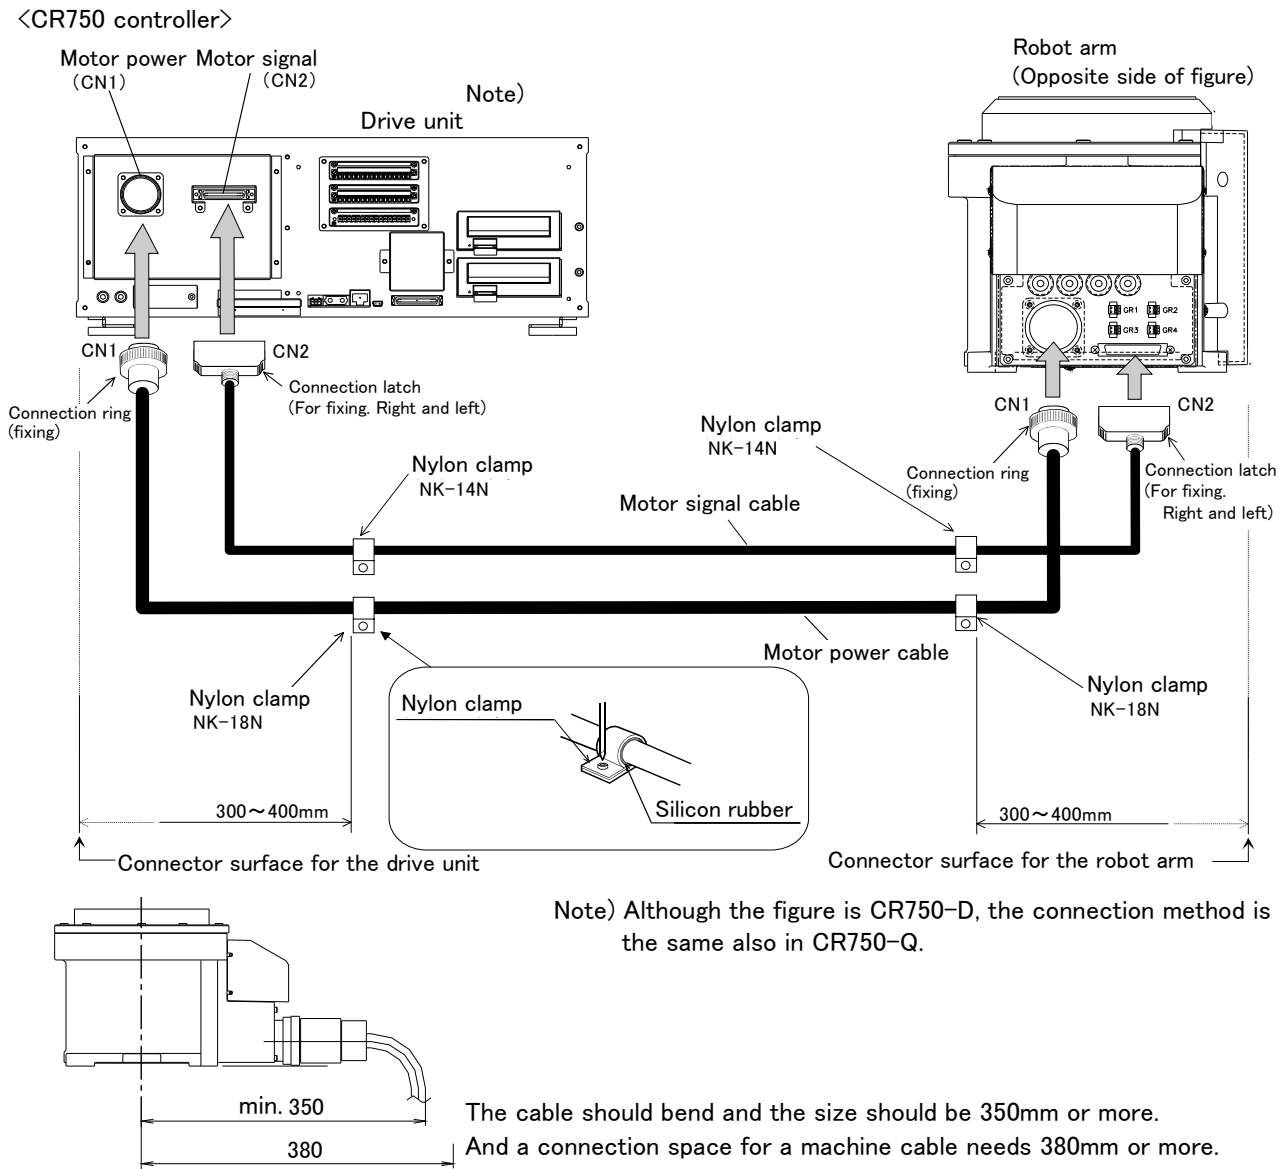 <CR750 controller>
Motor power
(CN1)
Motor signal
(CN2)
Note)
Drive unit
Robot arm
(Opposite side of figure)
GR1
GR2
GR3
GR4
CN1
CN2
Connection ring
(fixing)
Connection latch
(For fixing. Right and left)
Nylon clamp
NK-14N
Motor signal cable
Nylon clamp
NK-14N
CN1
CN2
Connection ring
(fixing)
Connection latch
(For fixing.
Right and left)
Nylon clamp
NK-18N
Motor power cable
Nylon clamp
NK-18N
Nylon clamp
Silicon rubber
300~400mm
300~400mm
Connector surface for the drive unit
Connector surface for the robot arm
Note) Although the figure is CR750-D, the connection method is
the same also in CR750-Q.
min. 350
380
The cable should bend and the size should be 350mm or more.
And a connection space for a machine cable needs 380mm or more.